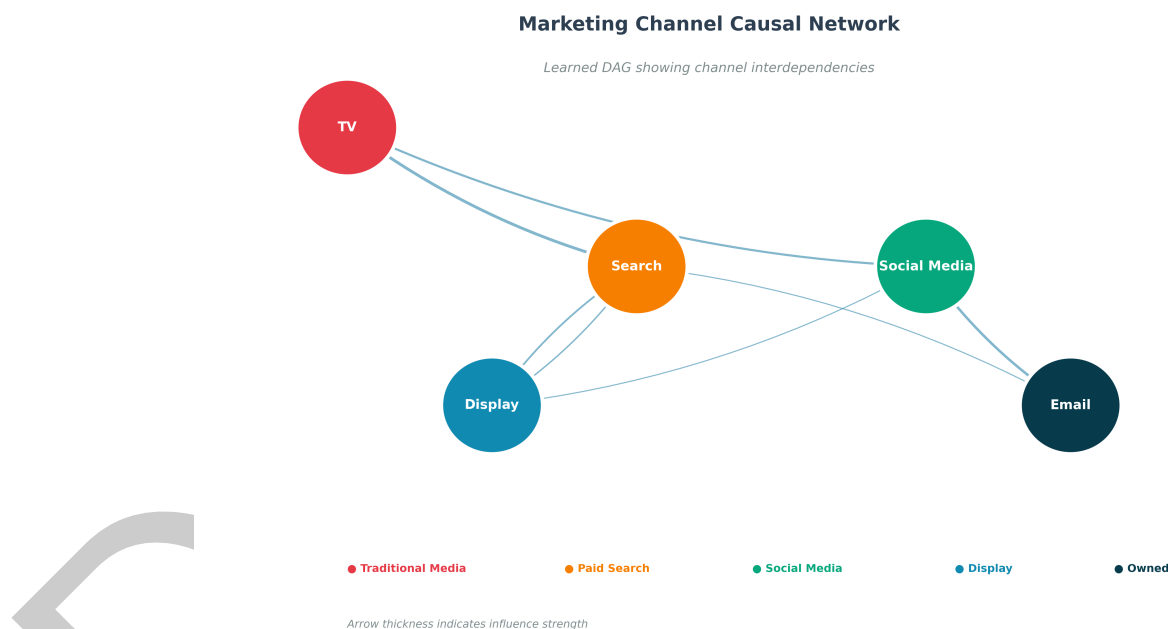 Marketing Channel Causal Network
Learned DAG showing channel interdependencies
TV
Search
Social Media
Display
Email
● Traditional Media ● Paid Search ● Social Media ● Display ● Owned
Arrow thickness indicates influence strength